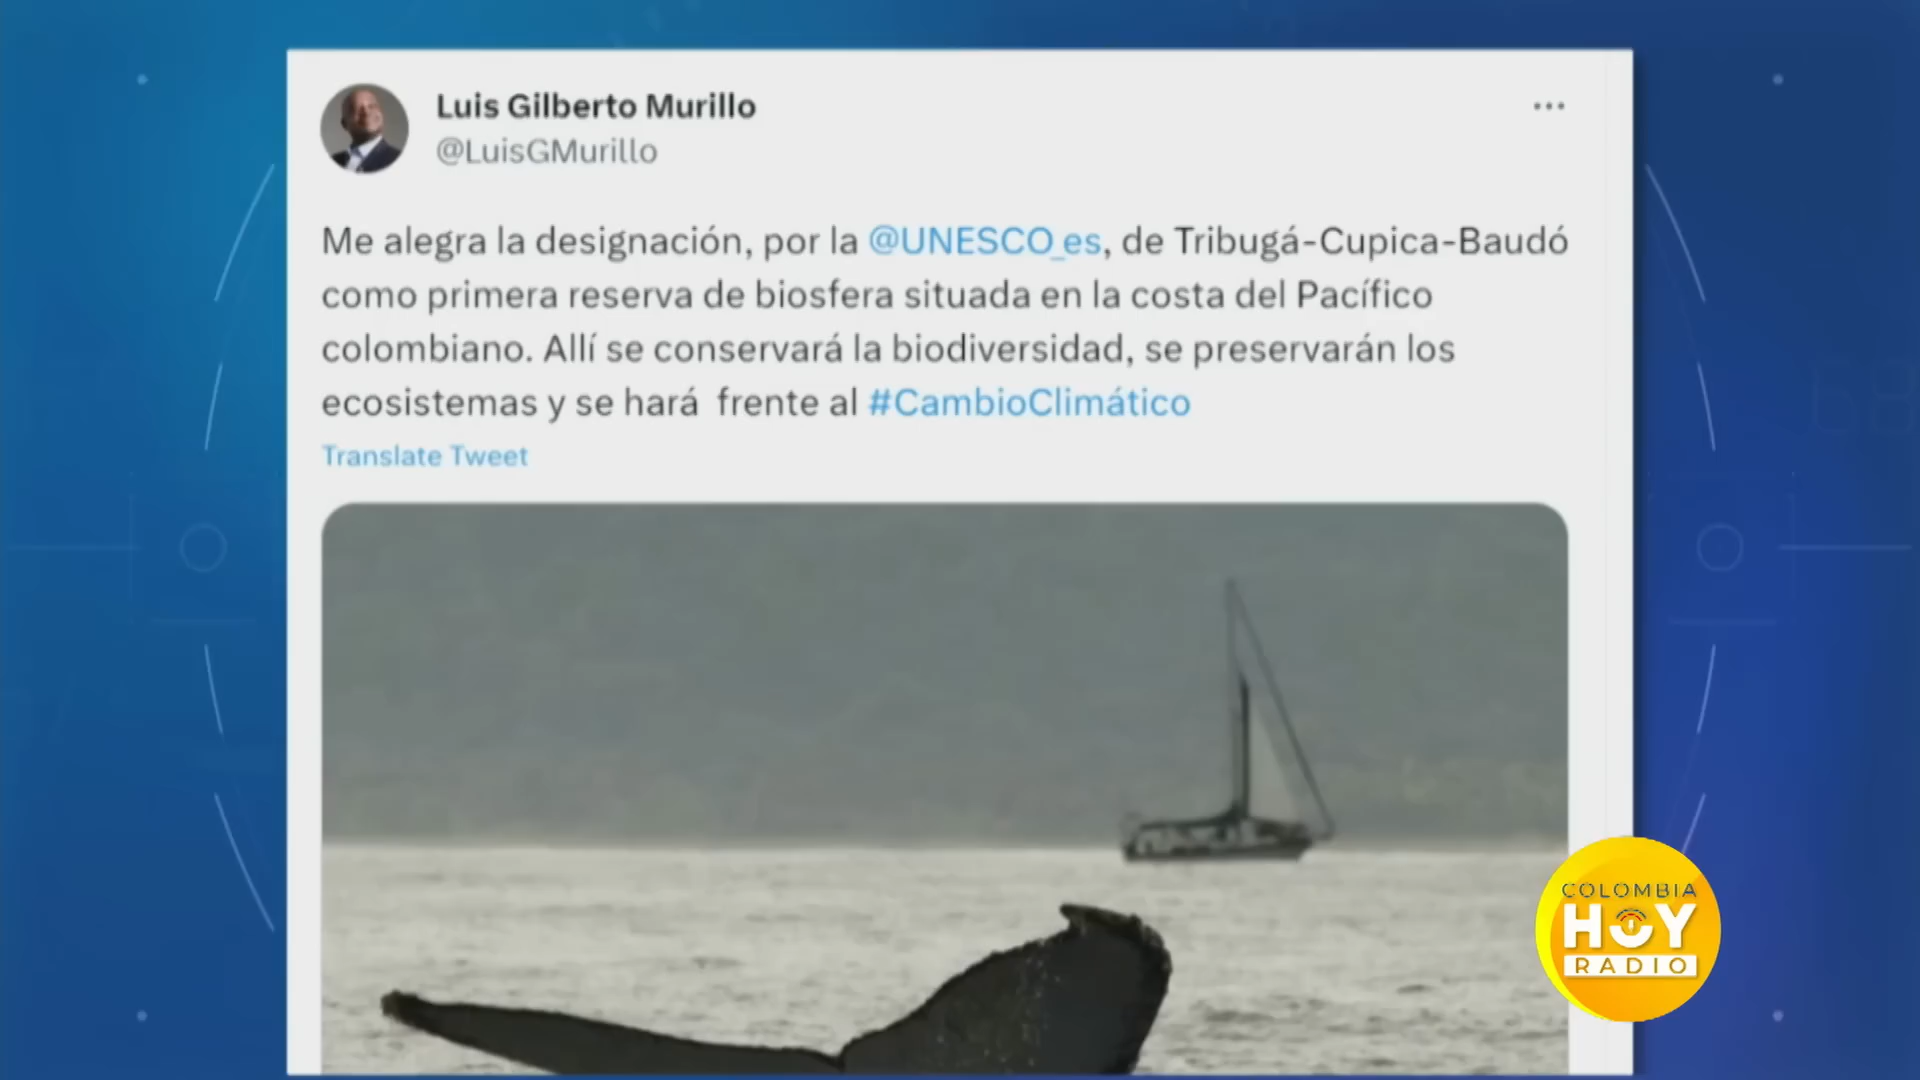 Luis Gilberto Murillo
@LuisGMurillo
Me alegra la designación, por la @UNESCO_es, de Tribugá-Cupica-Baudó
como primera reserva de biosfera situada en la costa del Pacífico
colombiano. Allí se conservará la biodiversidad, se preservarán los
ecosistemas y se hará  frente al #CambioClimático
Translate Tweet
COLOMBIA
HOY
RADIO